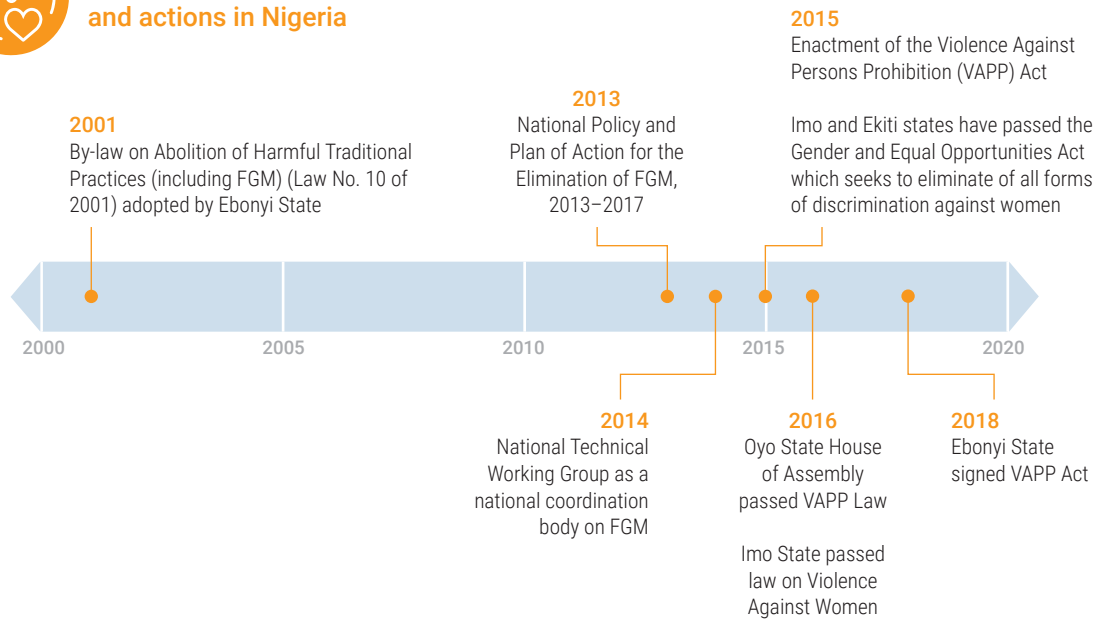 and actions in Nigeria
2001
By-law on Abolition of Harmful Traditional
Practices (including FGM) (Law No. 10 of
2001) adopted by Ebonyi State
2013
National Policy and
Plan of Action for the
Elimination of FGM,
2013–2017
2015
Enactment of the Violence Against
Persons Prohibition (VAPP) Act
Imo and Ekiti states have passed the
Gender and Equal Opportunities Act
which seeks to eliminate of all forms
of discrimination against women
2000
2005
2010
2015
2020
2014
National Technical
Working Group as a
national coordination
body on FGM
2016
Oyo State House
of Assembly
passed VAPP Law
Imo State passed
law on Violence
Against Women
2018
Ebonyi State
signed VAPP Act